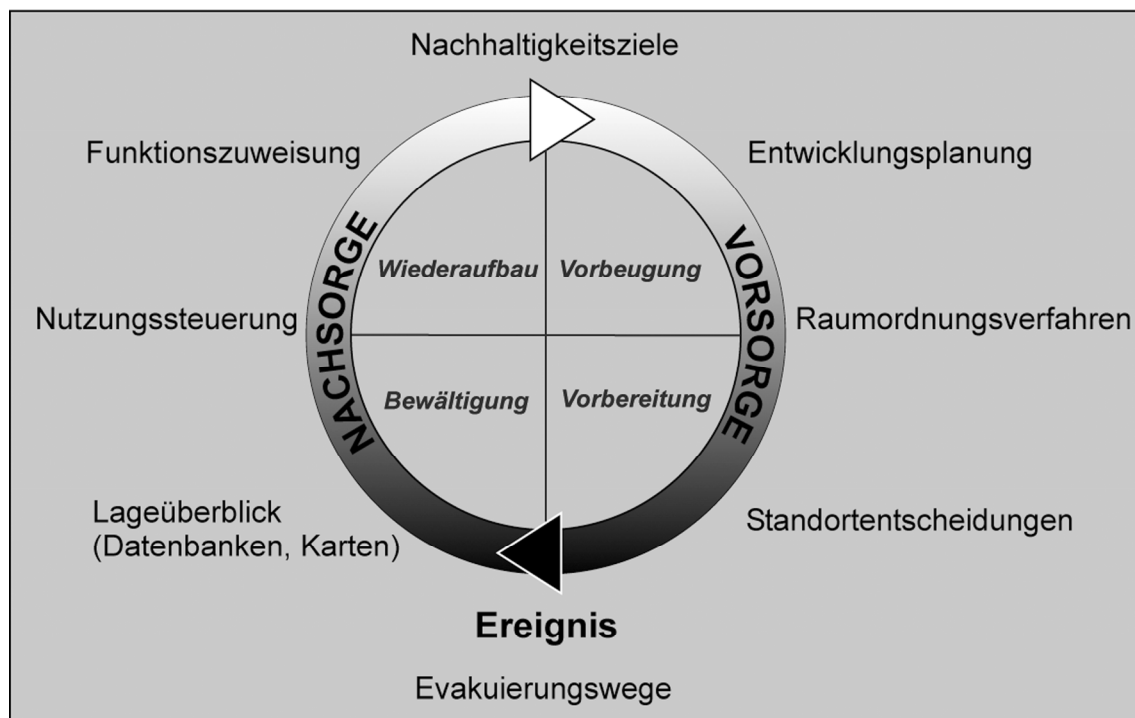 Nachhaltigkeitsziele
Funktionszuweisung
Entwicklungsplanung
NACHSORGE
VORSORGE
Wiederaufbau
Vorbeugung
Nutzungssteuerung
Raumordnungsverfahren
Bewältigung
Vorbereitung
Lageüberblick
(Datenbanken, Karten)
Standortentscheidungen
Ereignis
Evakuierungswege